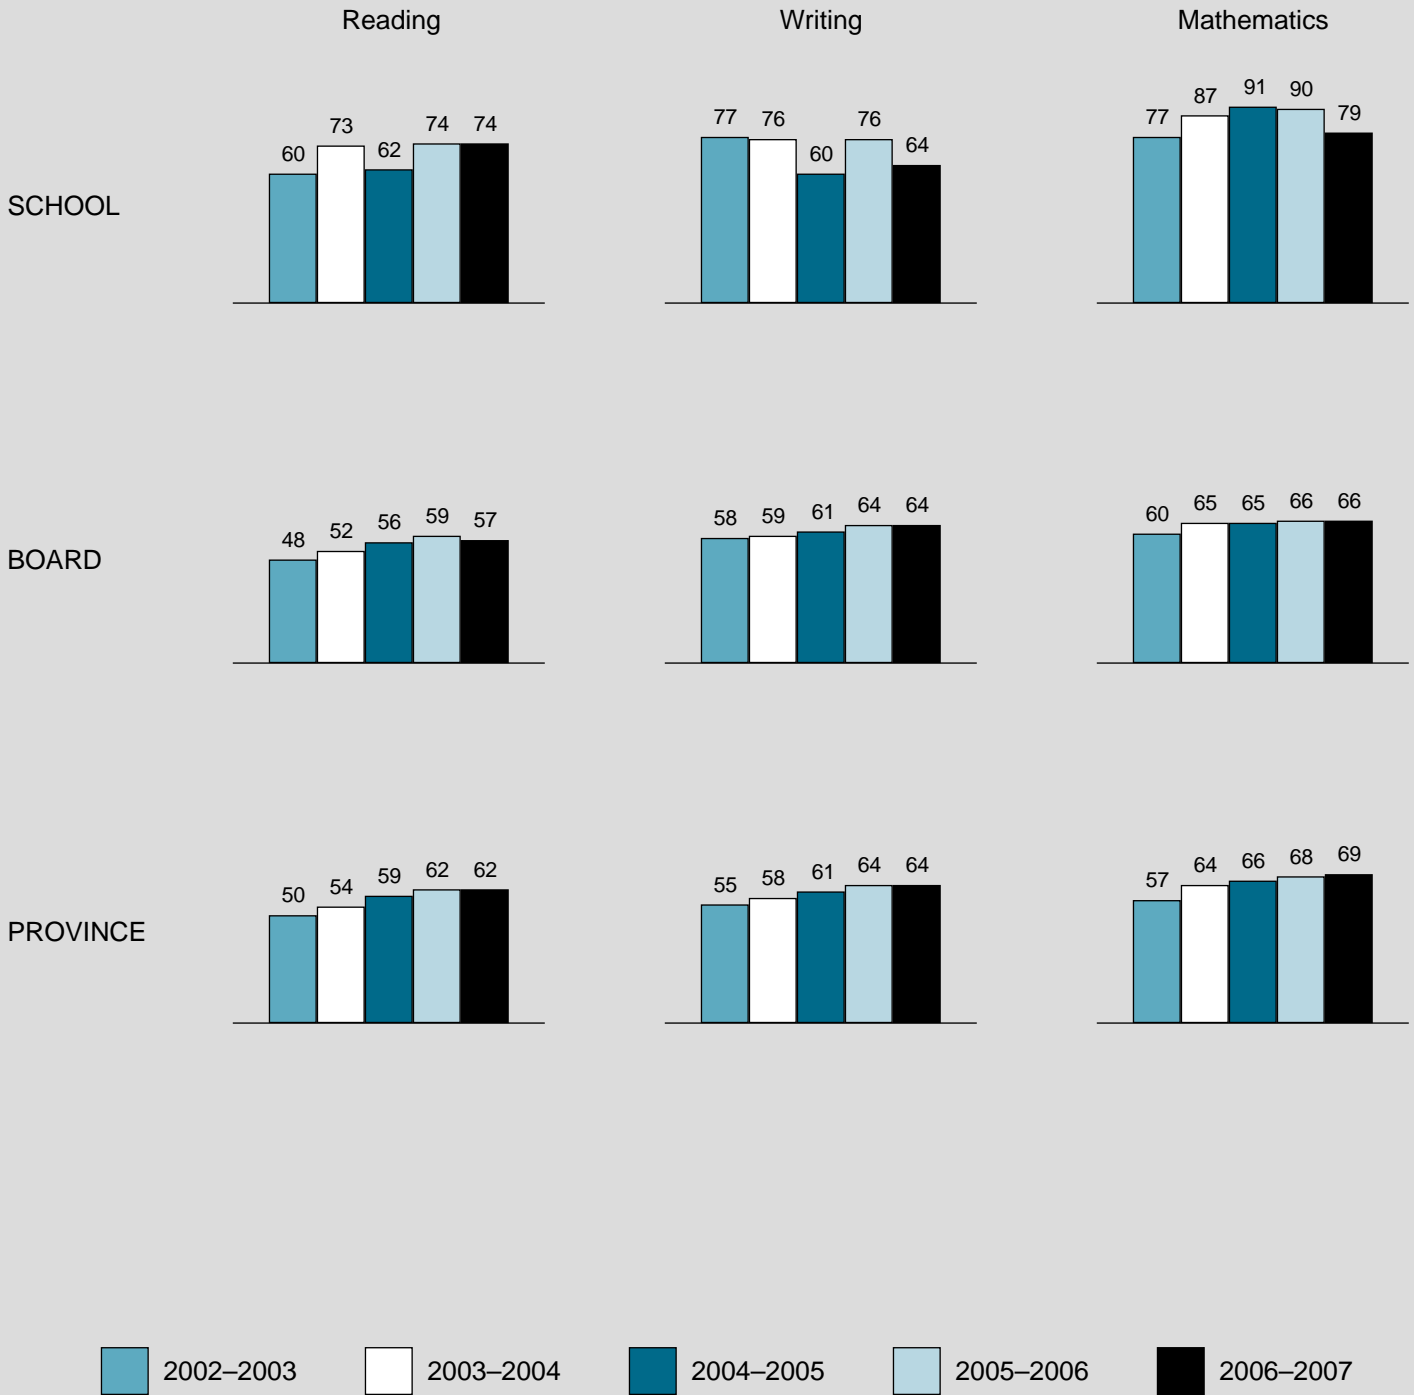 Reading Writing Mathematics
SCHOOL
60 73 62 74 74
77 76 60 76 64
77 87 91 90 79
BOARD
48 52 56 59 57
58 59 61 64 64
60 65 65 66 66
PROVINCE
50 54 59 62 62
55 58 61 64 64
57 64 66 68 69
2002–2003 2003–2004 2004–2005 2005–2006 2006–2007